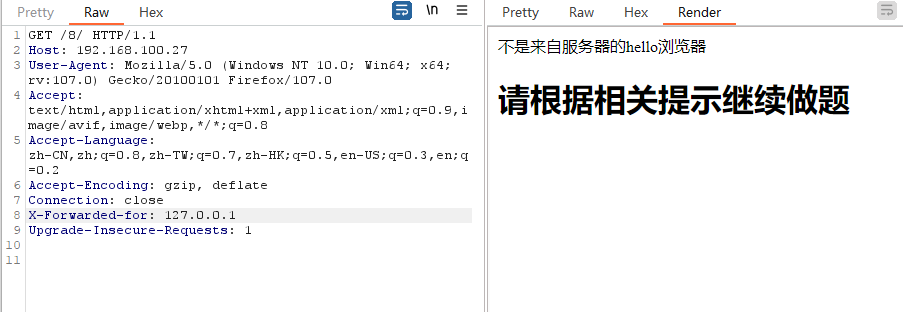 Pretty Raw Hex \n
1 GET /8/ HTTP/1.1
2 Host: 192.168.100.27
3 User-Agent: Mozilla/5.0 (Windows NT 10.0; Win64; x64;
rv:107.0) Gecko/20100101 Firefox/107.0
4 Accept:
text/html,application/xhtml+xml,application/xml;q=0.9,i
mage/avif,image/webp,*/*;q=0.8
5 Accept-Language:
zh-CN,zh;q=0.8,zh-TW;q=0.7,zh-HK;q=0.5,en-US;q=0.3,en;q
=0.2
6 Accept-Encoding: gzip, deflate
7 Connection: close
8 X-Forwarded-for: 127.0.0.1
9 Upgrade-Insecure-Requests: 1
10
11
Pretty Raw Hex Render
不是来自服务器的hello浏览器
请根据相关提示继续做题